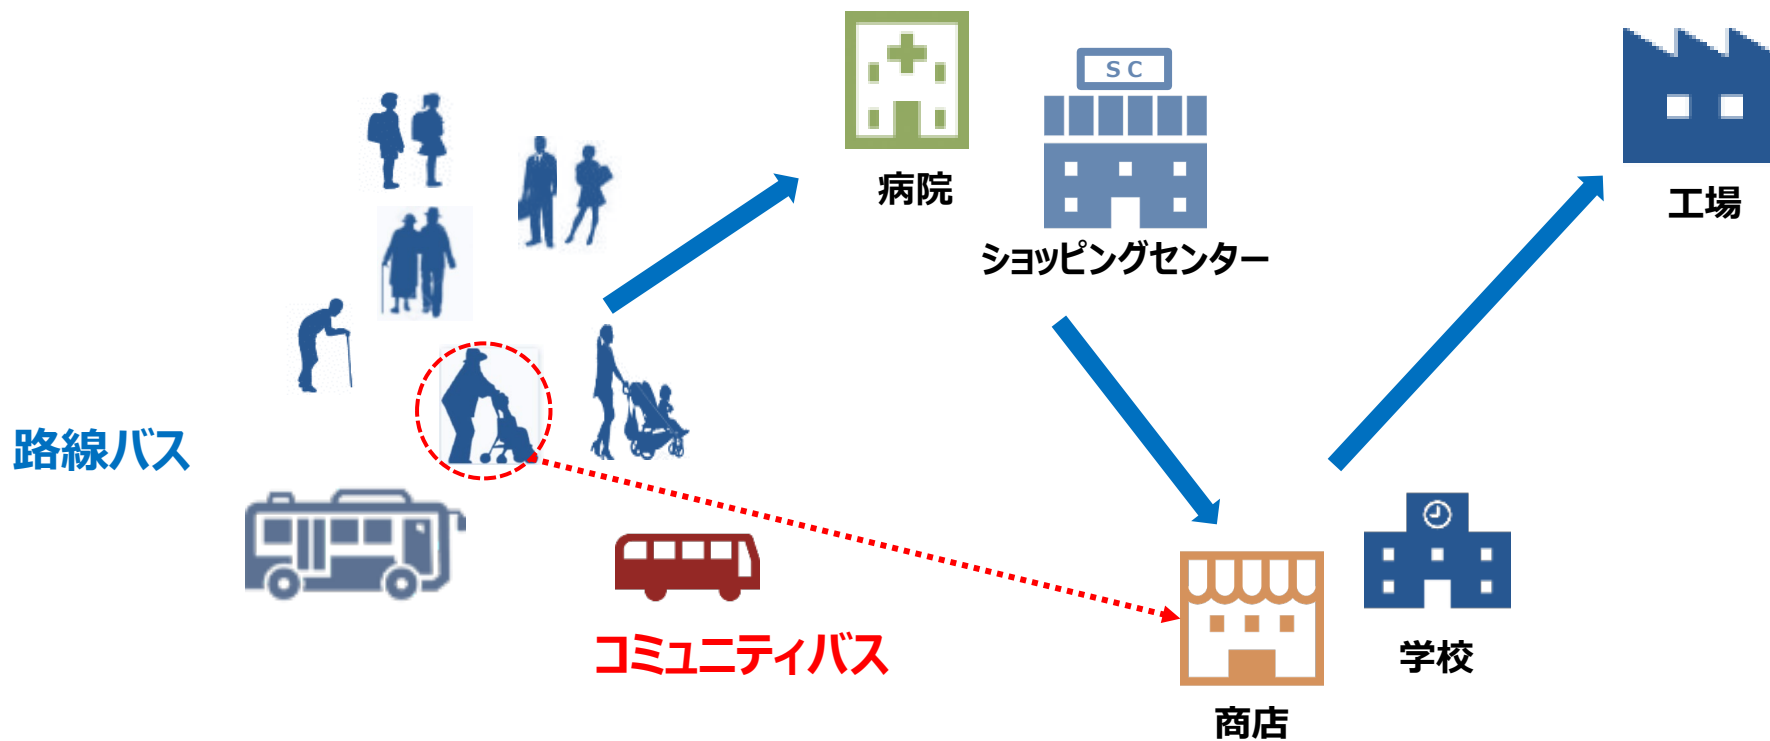 SC
病院
工場
ショッピングセンター
路線バス
コミュニティバス
学校
商店